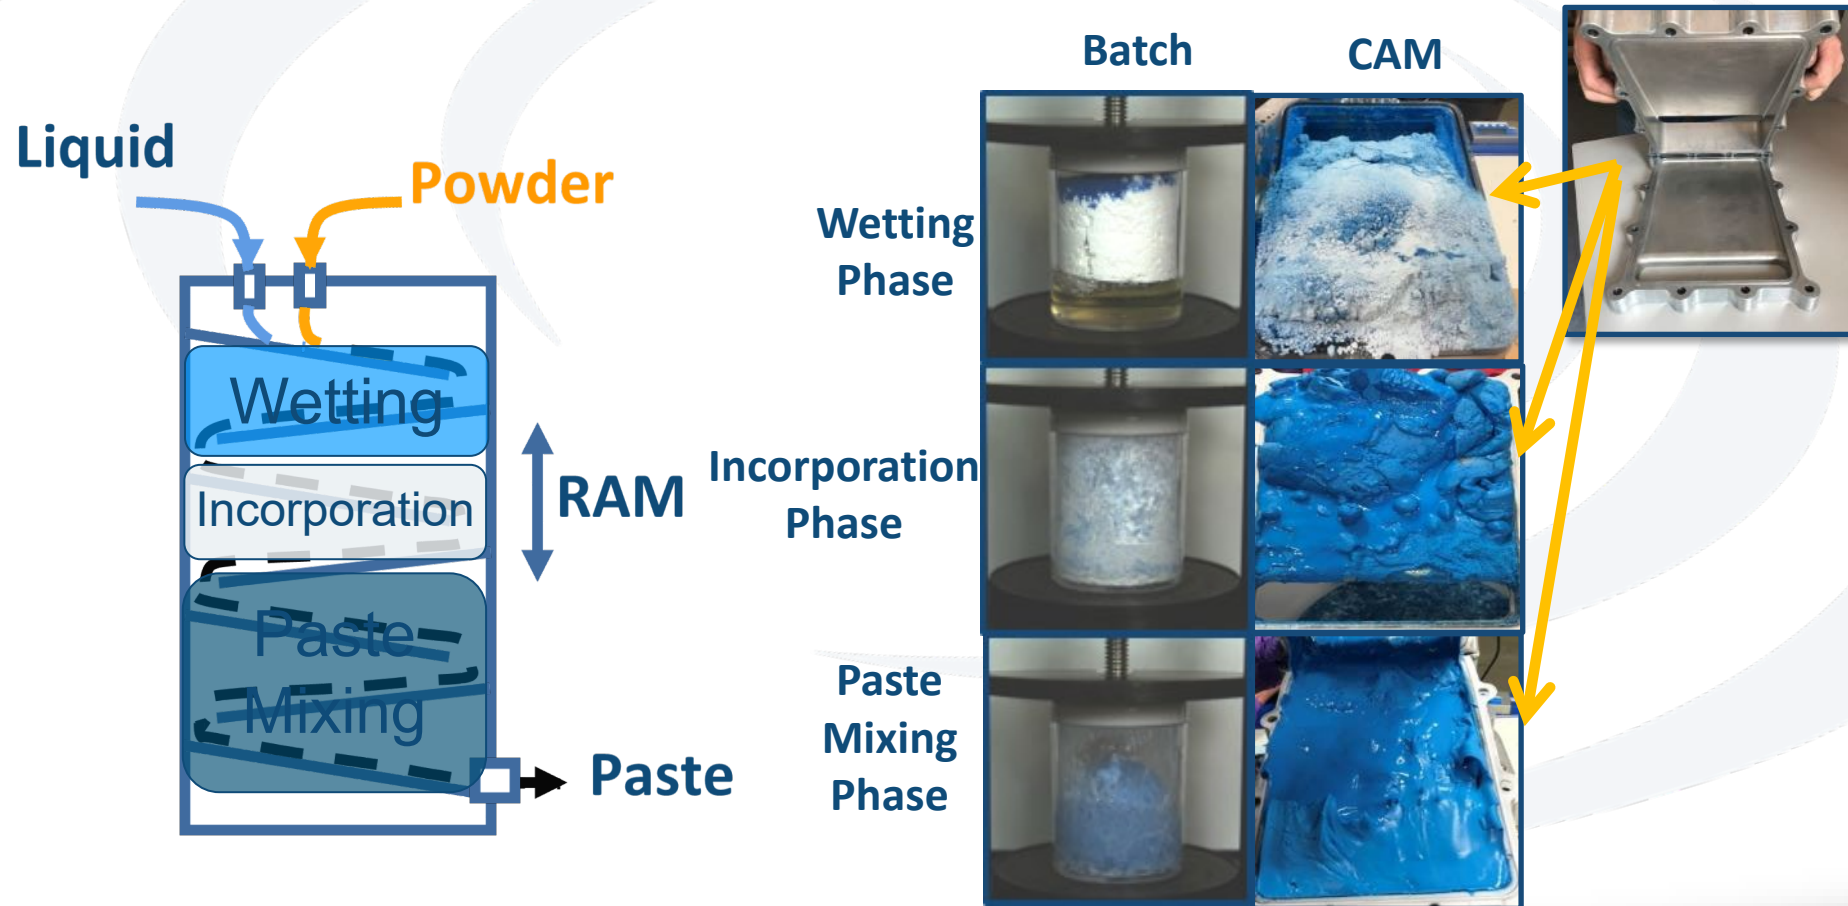 Liquid
Powder
Wetting
Incorporation
Paste
Mixing
RAM
Paste
Batch
CAM
Wetting
Phase
Incorporation
Phase
Paste
Mixing
Phase